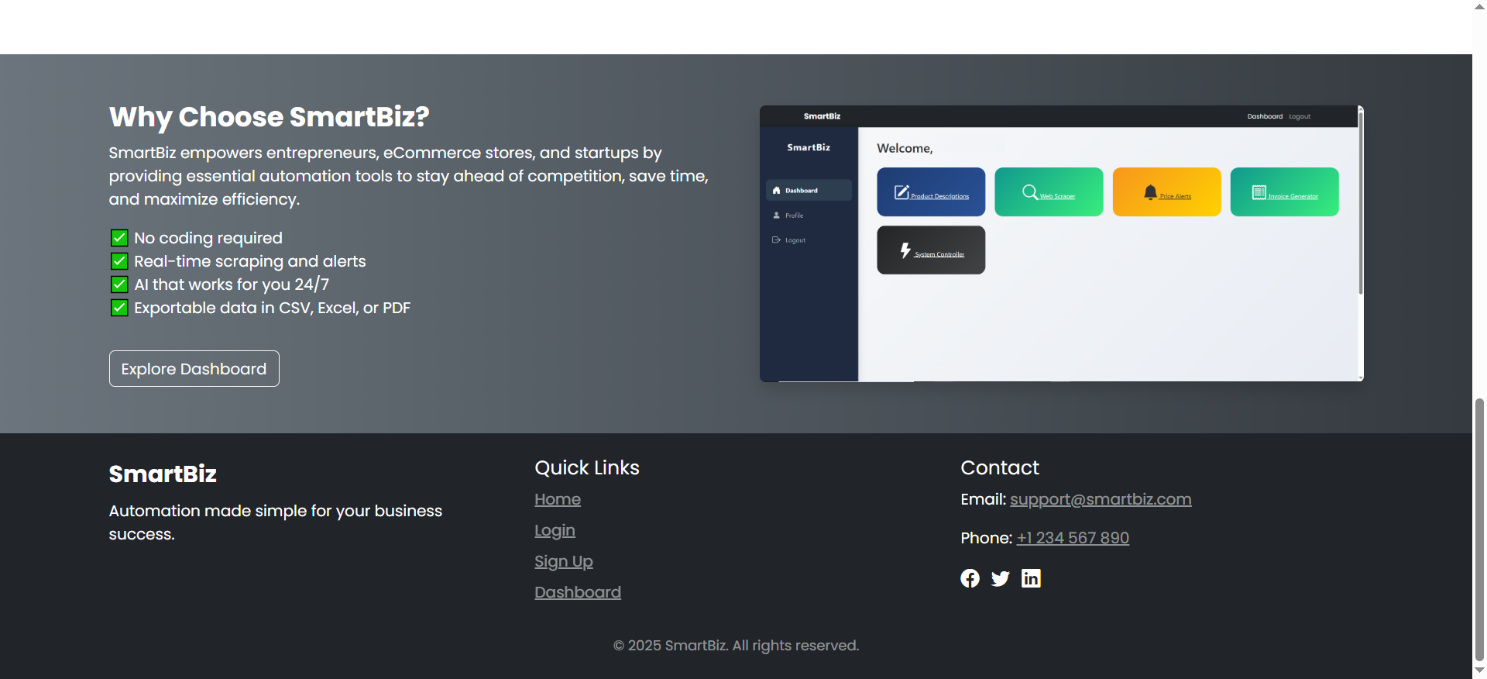 Why Choose SmartBiz?
SmartBiz empowers entrepreneurs, eCommerce stores, and startups by
providing essential automation tools to stay ahead of competition, save time,
and maximize efficiency.
✅ No coding required
✅ Real-time scraping and alerts
✅ AI that works for you 24/7
✅ Exportable data in CSV, Excel, or PDF
Explore Dashboard
SmartBiz
Dashboard Logout
SmartBiz
Dashboard
Profile
Logout
Welcome,
Product Descriptions
Web Scraper
Price Alerts
Invoice Generator
System Controller
SmartBiz
Automation made simple for your business
success.
Quick Links
Home
Login
Sign Up
Dashboard
Contact
Email: support@smartbiz.com
Phone: +1 234 567 890
© 2025 SmartBiz. All rights reserved.